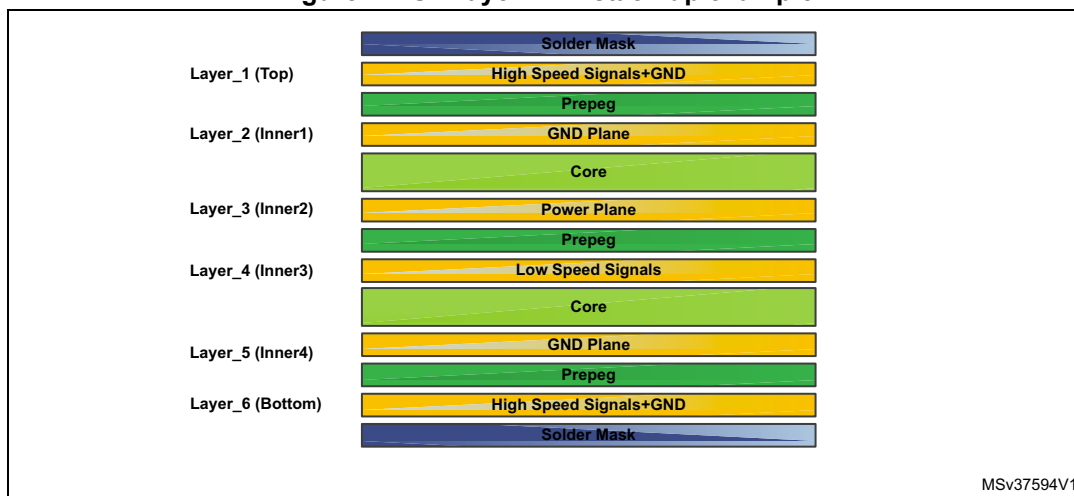 Solder Mask
Layer_1 (Top) High Speed Signals+GND
Prepeg
Layer_2 (Inner1) GND Plane
Core
Layer_3 (Inner2) Power Plane
Prepeg
Layer_4 (Inner3) Low Speed Signals
Core
Layer_5 (Inner4) GND Plane
Prepeg
Layer_6 (Bottom) High Speed Signals+GND
Solder Mask
MSv37594V1